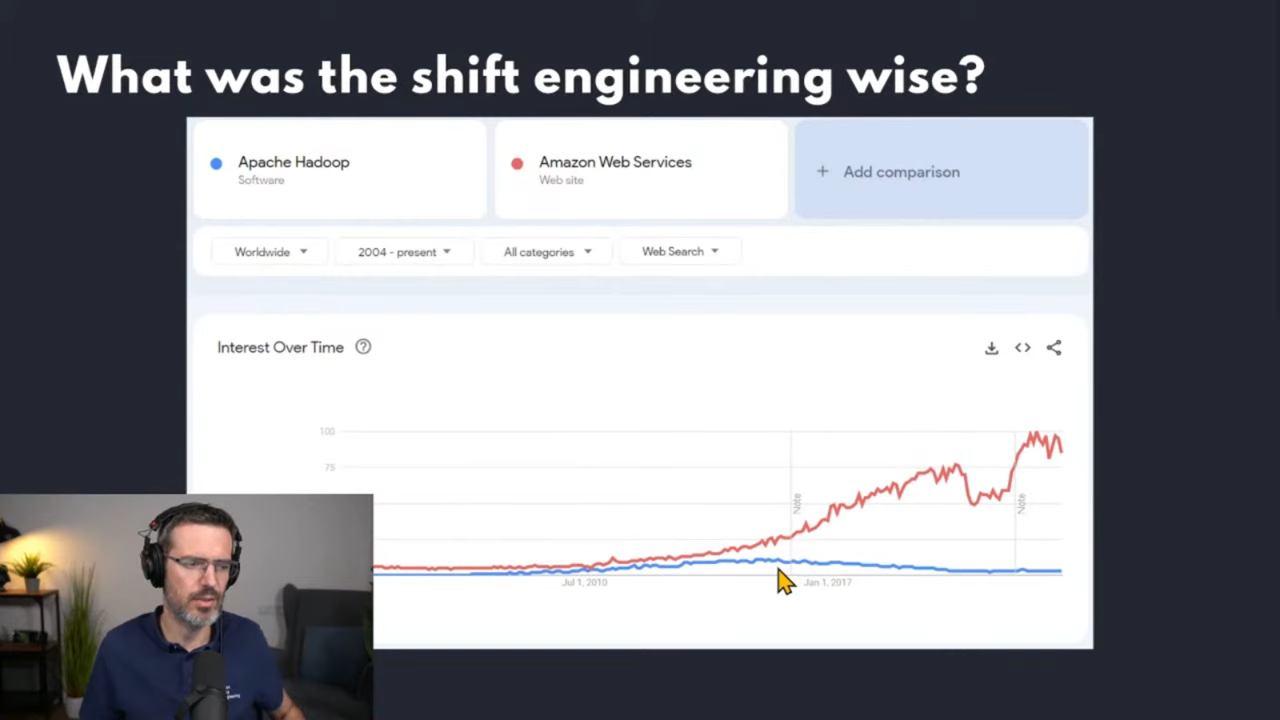 What was the shift engineering wise?
Apache Hadoop
Software
Amazon Web Services
Web site
+ Add comparison
Worldwide
2004 - present
All categories
Web Search
Interest Over Time
100
75
Note
Note
Jul 1, 2010
Jan 1, 2017